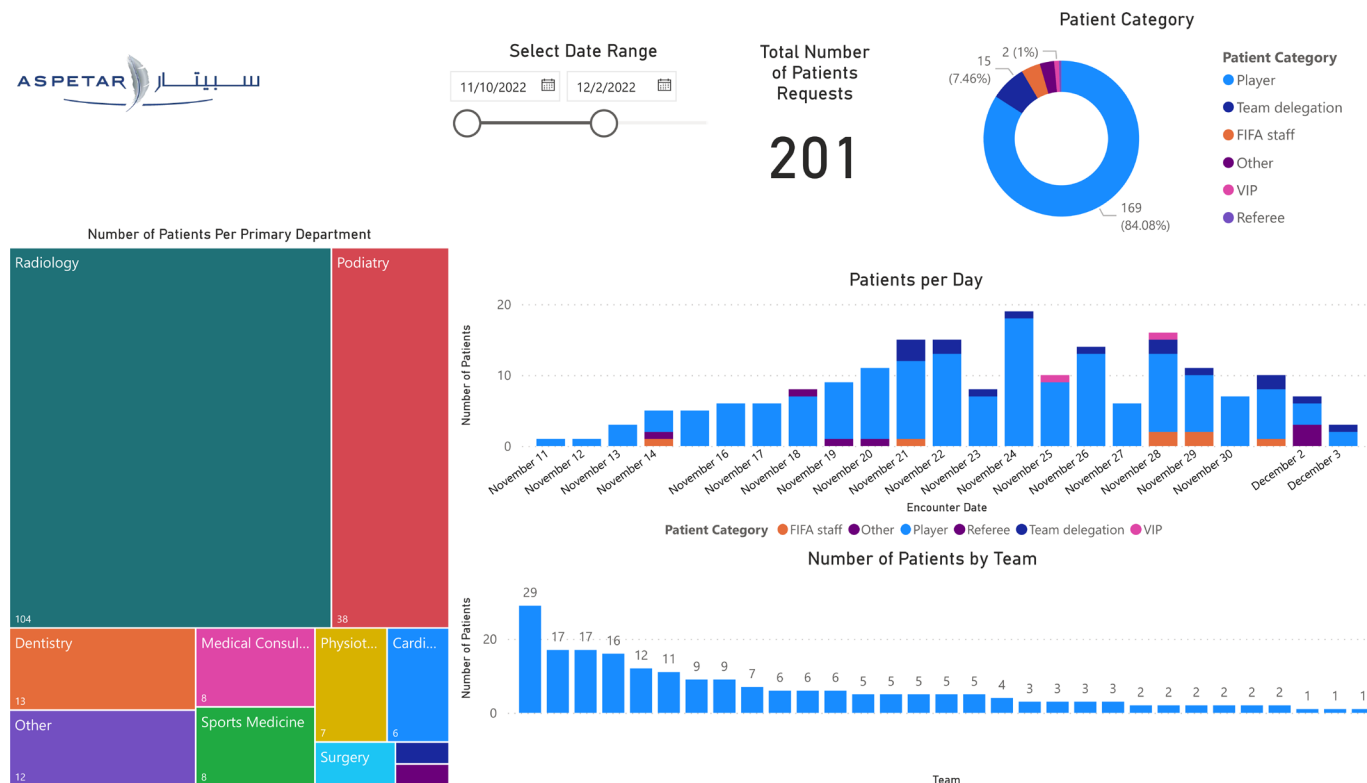 ASPETAR سبيتار
Select Date Range
11/10/2022
12/2/2022
Total Number
of Patients
Requests
201
Patient Category
2 (1%)
15
(7.46%)
169
(84.08%)
Patient Category
Player
Team delegation
FIFA staff
Other
VIP
Referee
Number of Patients Per Primary Department
Radiology
104
Podiatry
38
Dentistry
13
Other
12
Medical Consul...
8
Sports Medicine
8
Physiot...
7
Cardi...
6
Surgery
Patients per Day
Number of Patients
20
10
0
November 11
November 12
November 13
November 14
November 16
November 17
November 18
November 19
November 20
November 21
November 22
November 23
November 24
November 25
November 26
November 27
November 28
November 29
November 30
December 2
December 3
Encounter Date
Patient Category FIFA staff Other Player Referee Team delegation VIP
Number of Patients by Team
Number of Patients
20
0
29 17 17 16 12 11 9 9 7 6 6 6 5 5 5 5 5 4 3 3 3 3 2 2 2 2 2 2 1 1 1
Team